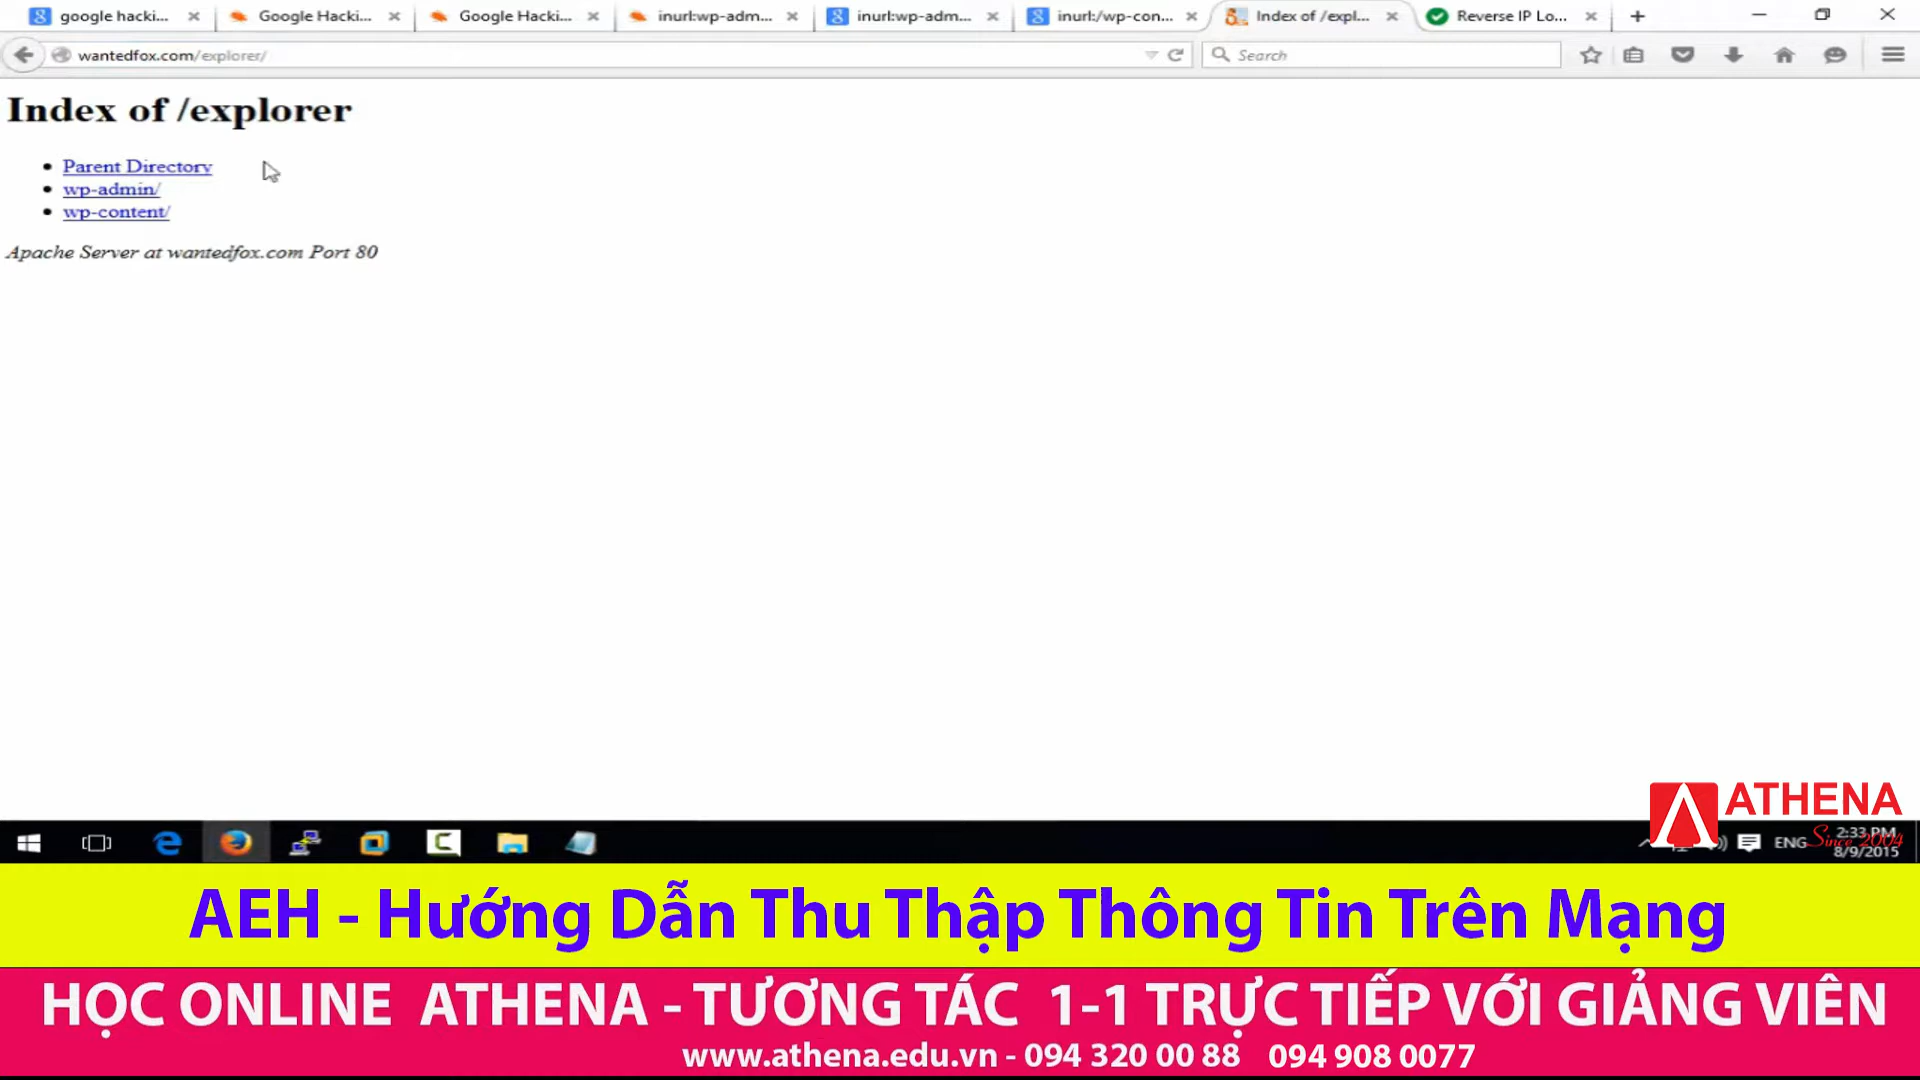 google hacki...
Google Hacki...
Google Hacki...
inurl:wp-adm...
inurl:wp-adm...
inurl:/wp-con...
Index of /expl...
Reverse IP Lo...
wantedfox.com/explorer/
Search
Index of /explorer
Parent Directory
wp-admin/
wp-content/
Apache Server at wantedfox.com Port 80
ATHENA
Since 2004
ENG
2:33 PM
8/9/2015
AEH - Hướng Dẫn Thu Thập Thông Tin Trên Mạng
HỌC ONLINE ATHENA - TƯƠNG TÁC 1-1 TRỰC TIẾP VỚI GIẢNG VIÊN
www.athena.edu.vn - 094 320 00 88 094 908 0077